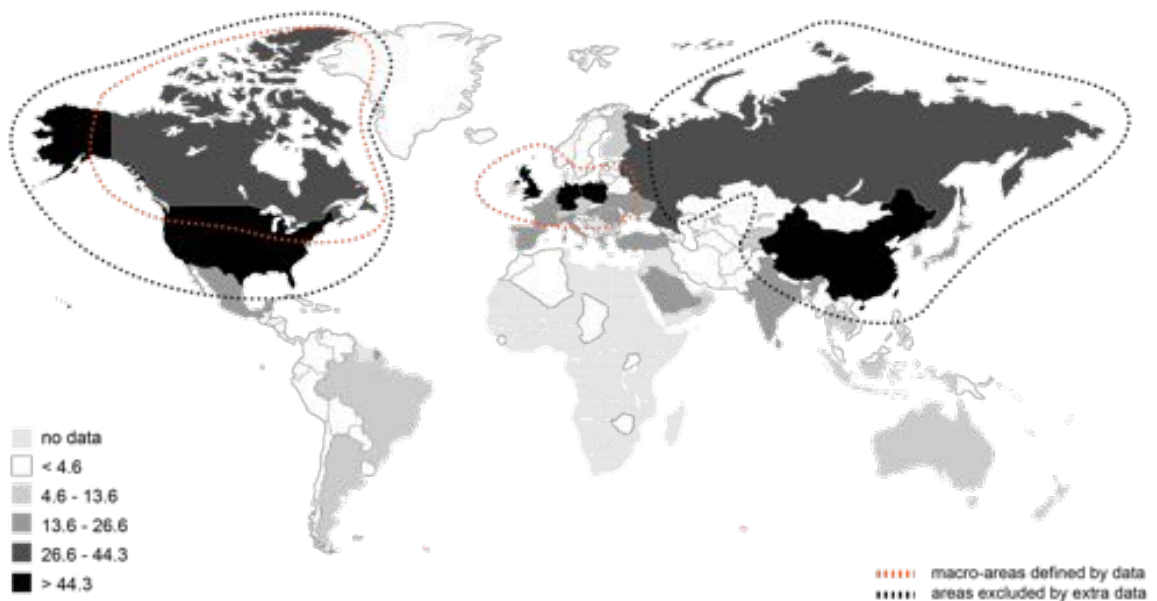 no data
< 4.6
4.6 - 13.6
13.6 - 26.6
26.6 - 44.3
> 44.3
macro-areas defined by data
areas excluded by extra data